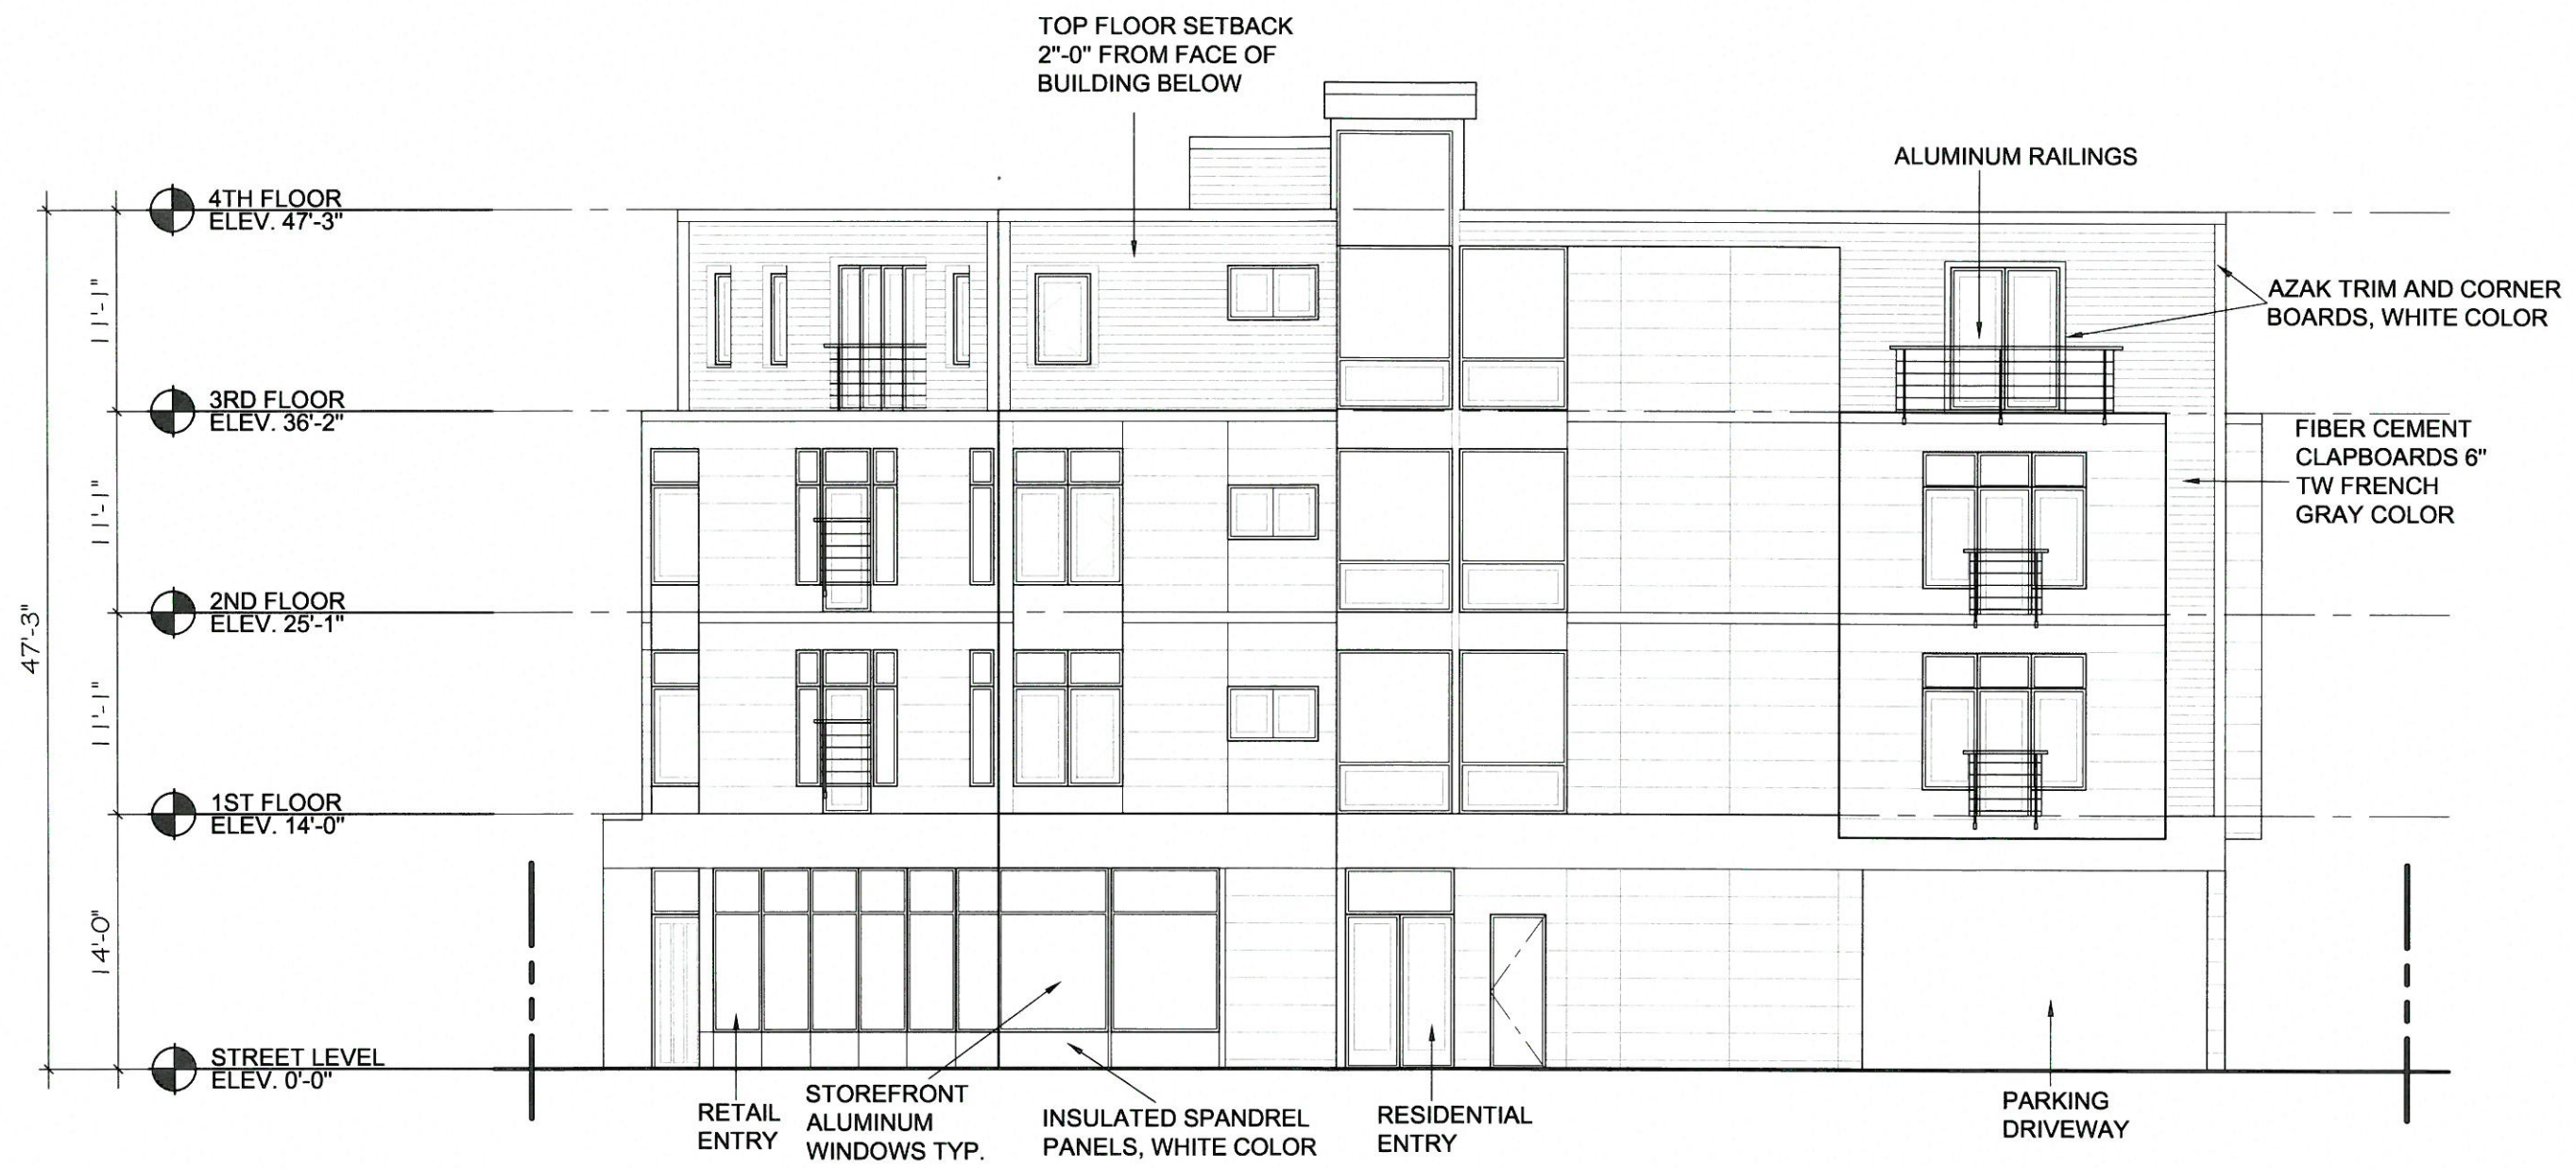 TOP FLOOR SETBACK
2"-0" FROM FACE OF
BUILDING BELOW
ALUMINUM RAILINGS
4TH FLOOR
ELEV. 47'-3"
AZAK TRIM AND CORNER
BOARDS, WHITE COLOR
11'-1"
3RD FLOOR
ELEV. 36'-2"
FIBER CEMENT
CLAPBOARDS 6"
TW FRENCH
GRAY COLOR
11'-1"
2ND FLOOR
ELEV. 25'-1"
47'-3"
11'-1"
1ST FLOOR
ELEV. 14'-0"
14'-0"
STREET LEVEL
ELEV. 0'-0"
RETAIL
ENTRY
STOREFRONT
ALUMINUM
WINDOWS TYP.
INSULATED SPANDREL
PANELS, WHITE COLOR
RESIDENTIAL
ENTRY
PARKING
DRIVEWAY